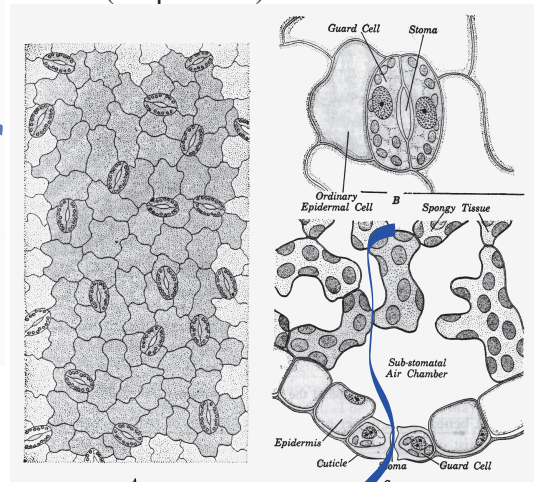 Guard Cell
Stoma
Ordinary
Epidermal Cell
B
Spongy Tissue
Sub-stomatal
Air Chamber
Epidermis
Cuticle
Stoma
Guard Cell